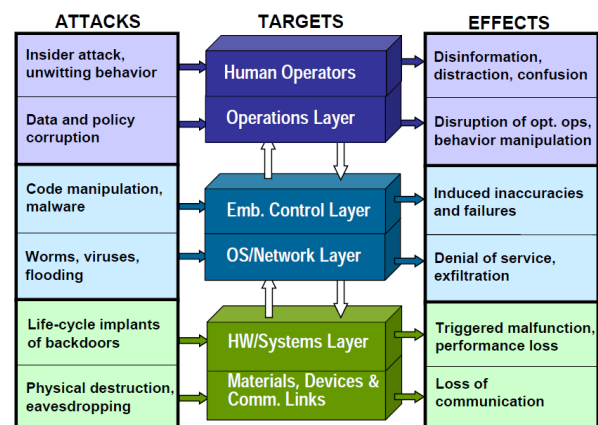 ATTACKS
TARGETS
EFFECTS
Insider attack,
unwitting behavior
Human Operators
Disinformation,
distraction, confusion
Data and policy
corruption
Operations Layer
Disruption of opt. ops,
behavior manipulation
Code manipulation,
malware
Emb. Control Layer
Induced inaccuracies
and failures
Worms, viruses,
flooding
OS/Network Layer
Denial of service,
exfiltration
Life-cycle implants
of backdoors
HW/Systems Layer
Triggered malfunction,
performance loss
Physical destruction,
eavesdropping
Materials, Devices &
Comm. Links
Loss of
communication